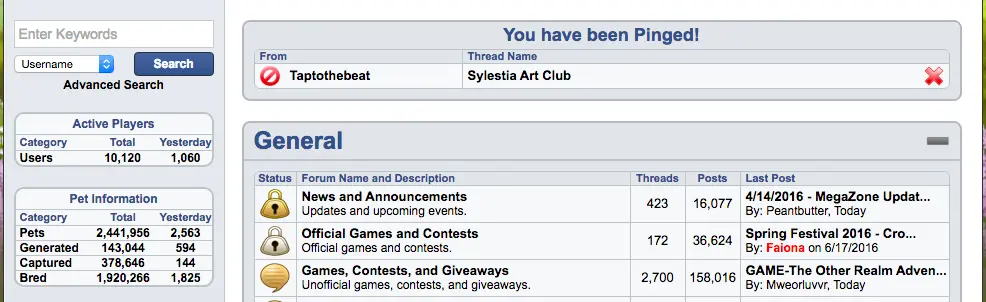 Enter Keywords
Username Search
Advanced Search
Active Players
Category Total Yesterday
Users 10,120 1,060
Pet Information
Category Total Yesterday
Pets 2,441,956 2,563
Generated 143,044 594
Captured 378,646 144
Bred 1,920,266 1,825
You have been Pinged!
From Thread Name
Taptothebeat Sylestia Art Club
General
Status Forum Name and Description Threads Posts Last Post
News and Announcements 423 16,077 4/14/2016 - MegaZone Updat...
Updates and upcoming events. By: Peantbutter, Today
Official Games and Contests 172 36,624 Spring Festival 2016 - Cro...
Official games and contests. By: Faiona on 6/17/2016
Games, Contests, and Giveaways 2,700 158,016 GAME-The Other Realm Adven...
Unofficial games, contests, and giveaways. By: Mweorluvvr, Today